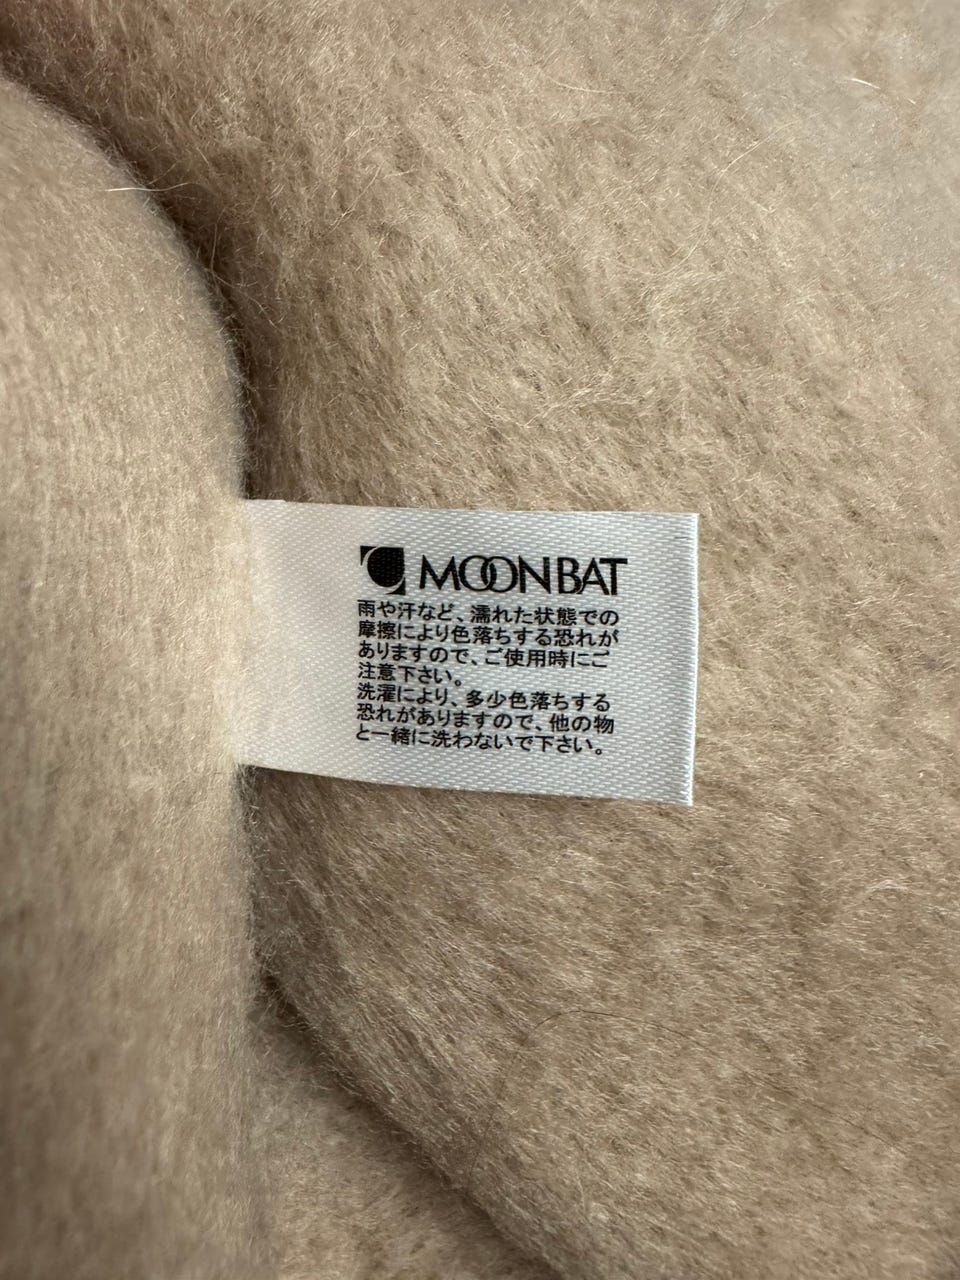 MOONBAT
雨や汗など、濡れた状態での
摩擦により色落ちする恐れが
ありますので、ご使用時にご
注意下さい。
洗濯により、多少色落ちする
恐れがありますので、他の物
と一緒に洗わないで下さい。